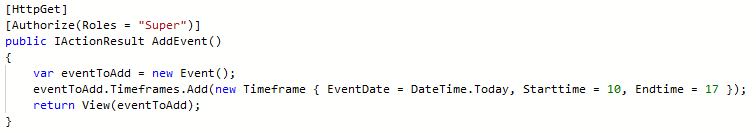 [HttpGet]
[Authorize(Roles = "Super")]
public IActionResult AddEvent()
{
    var eventToAdd = new Event();
    eventToAdd.Timeframes.Add(new Timeframe { EventDate = DateTime.Today, Starttime = 10, Endtime = 17 });
    return View(eventToAdd);
}